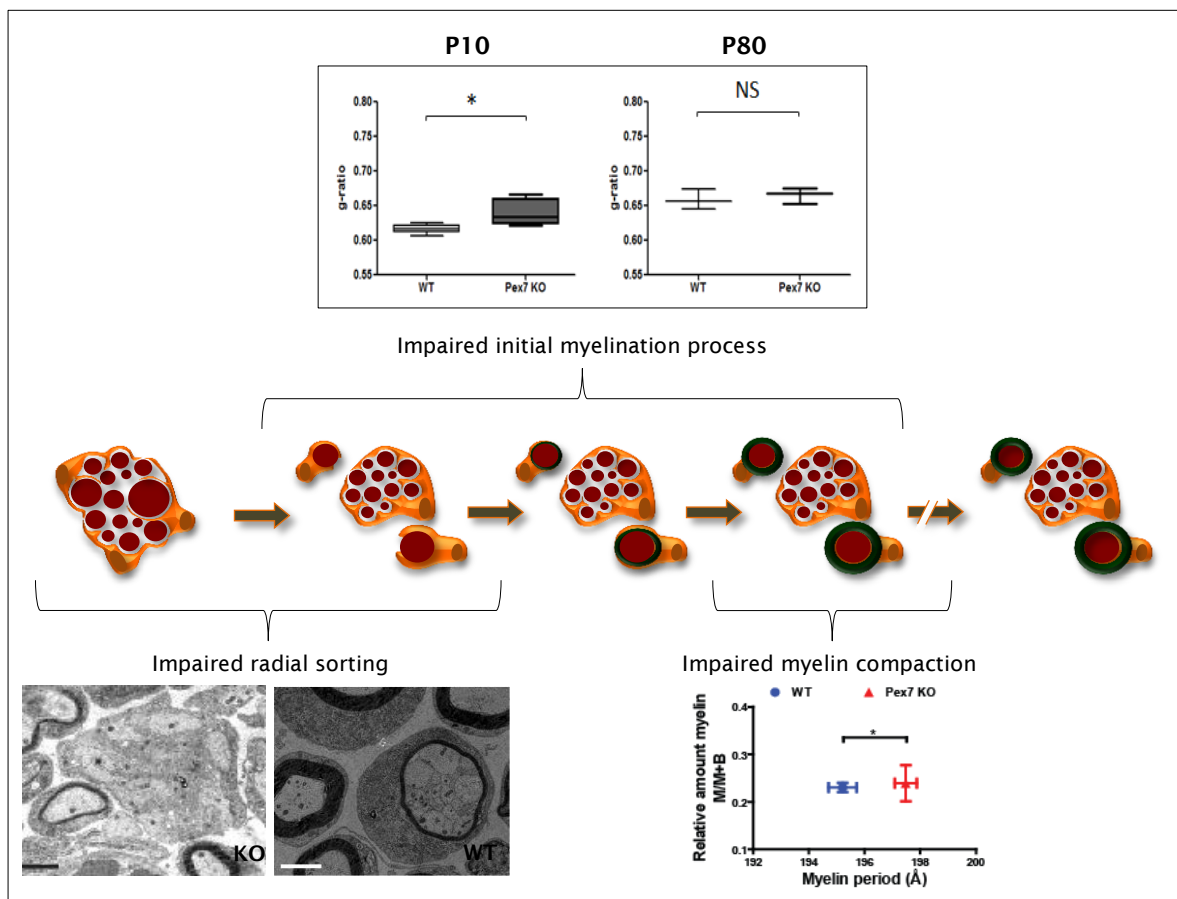 P10 P80
0.80 0.80
* NS
0.75 0.75
0.70 0.70
g-ratio g-ratio
0.65 0.65
0.60 0.60
0.55 0.55
WT Pex7 KO WT Pex7 KO
Impaired initial myelination process
Impaired radial sorting
Impaired myelin compaction
KO
WT
WT Pex7 KO
Relative amount myelin
M/M+B
0.4
*
0.3
0.2
0.1
192 194 196 198 200
Myelin period (Å)